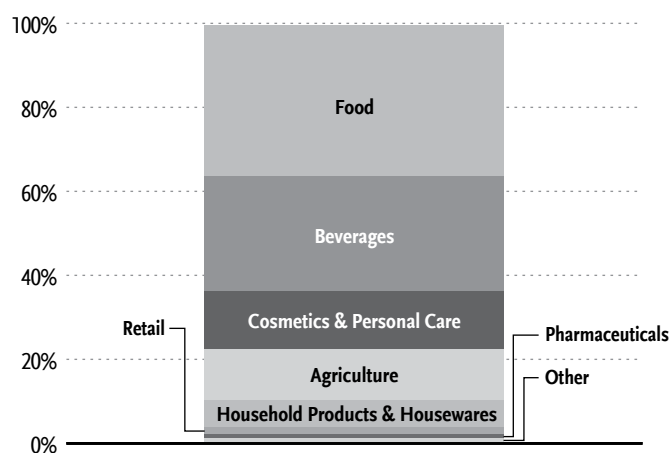 100%
Food
80%
60%
Beverages
40%
Cosmetics & Personal Care
Retail
Pharmaceuticals
20%
Agriculture
Other
Household Products & Housewares
0%